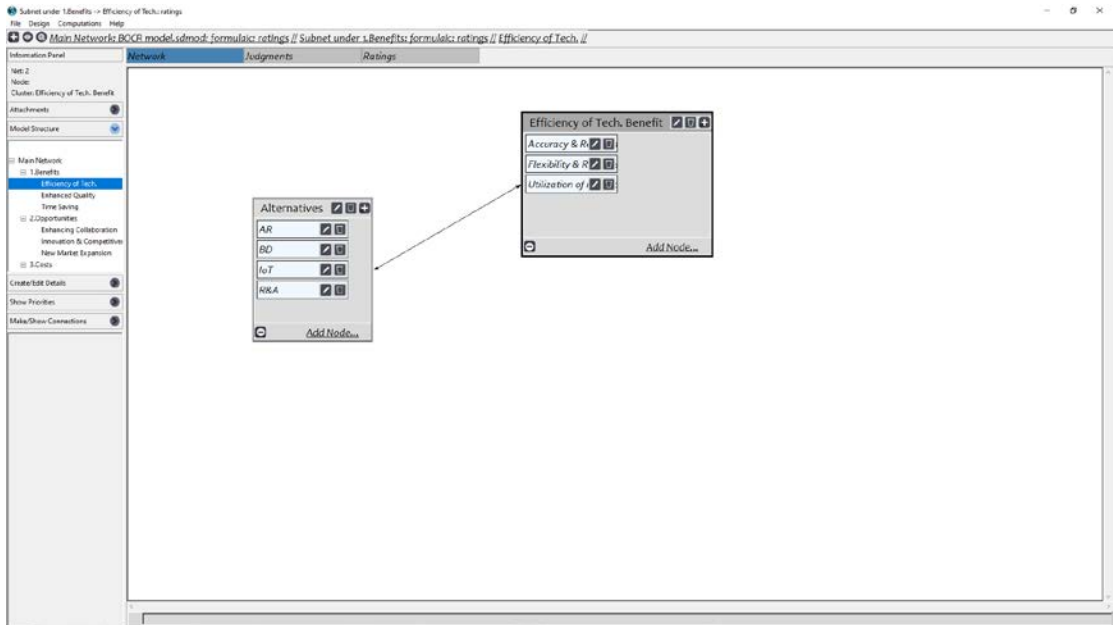 Subnet under 1.Benefits -> Efficiency of Tech.: ratings
File Design Computations Help
Main Network: BOCR model.sdmod: formulaic: ratings // Subnet under 1.Benefits: formulaic: ratings // Efficiency of Tech. //
Information Panel
Network Judgments Ratings
Net: 2
Node:
Cluster: Efficiency of Tech. Benefit
Attachments
Model Structure
Main Network:
1.Benefits
Efficiency of Tech.
Enhanced Quality
Time Saving
2.Opportunities
Enhancing Collaboration
Innovation & Competitive
New Market Expansion
3.Costs
Create/Edit Details
Show Priorities
Make/Show Connections
Alternatives
AR
BD
IoT
R&A
Add Node...
Efficiency of Tech. Benefit
Accuracy & R
Flexibility & R
Utilization of
Add Node...